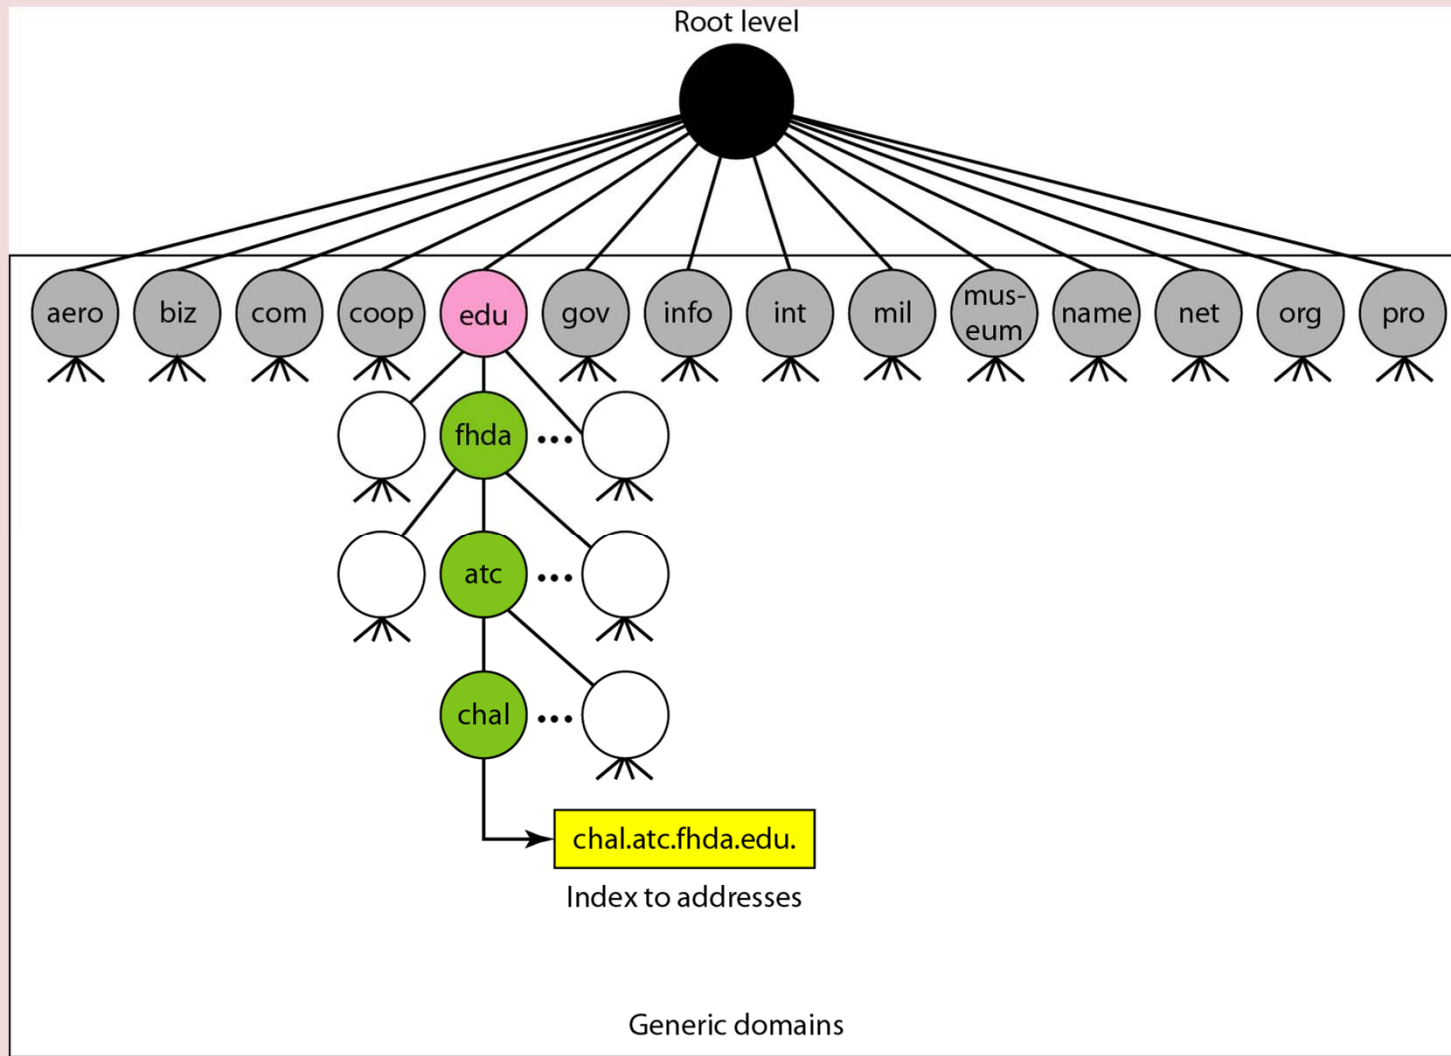 Root level
aero biz com coop edu gov info int mil mus-
eum name net org pro
fhda ...
atc ...
chal ...
chal.atc.fhda.edu.
Index to addresses
Generic domains